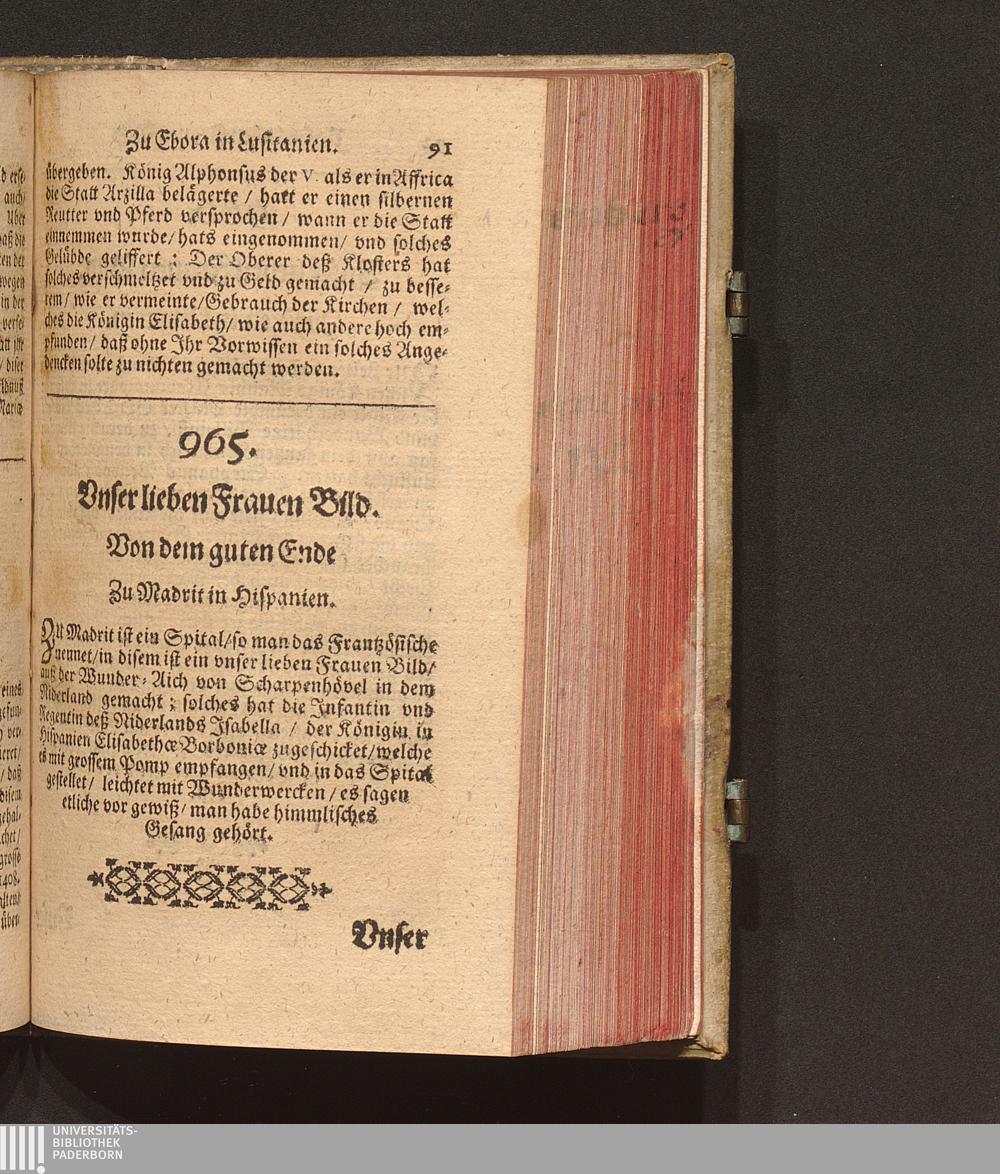 Zu Ebora in Lusitanien. 91
übergeben. König Alphonsus der V. als er in Affrica
die Statt Arzilla belägerte / hatt er einen silbernen
Reutter vnd Pferd versprochen / wann er die Statt
einnemmen wurde / hats eingenommen / vnd solches
Gelübde geliffert : Der Oberer deß Klosters hat
solches verschmeltzet vnd zu Geld gemacht / zu besse-
rem / wie er vermeinte / Gebrauch der Kirchen / wel-
ches die Königin Elisabeth / wie auch andere hoch em-
pfunden / daß ohne Ihr Vorwissen ein solches Ange-
dencken solte zu nichten gemacht werden.
965.
Vnser lieben Frauen Bild.
Von dem guten Ende
Zu Madrit in Hispanien.
Zu Madrit ist ein Spital / so man das Frantzösische
nennet / in disem ist ein vnser lieben Frauen Bild /
auß der Wunder-Aich von Scharpenhövel in dem
Niderland gemacht ; solches hat die Infantin vnd
Regentin deß Niderlands Isabella / der Königin in
Hispanien Elisabethæ Borboniæ zugeschicket / welche
es mit grossem Pomp empfangen / vnd in das Spital
gestellet / leichtet mit Wunderwercken / es sagen
etliche vor gewiß / man habe himmlisches
Gesang gehört.
Vnser
UNIVERSITÄTS-
BIBLIOTHEK
PADERBORN